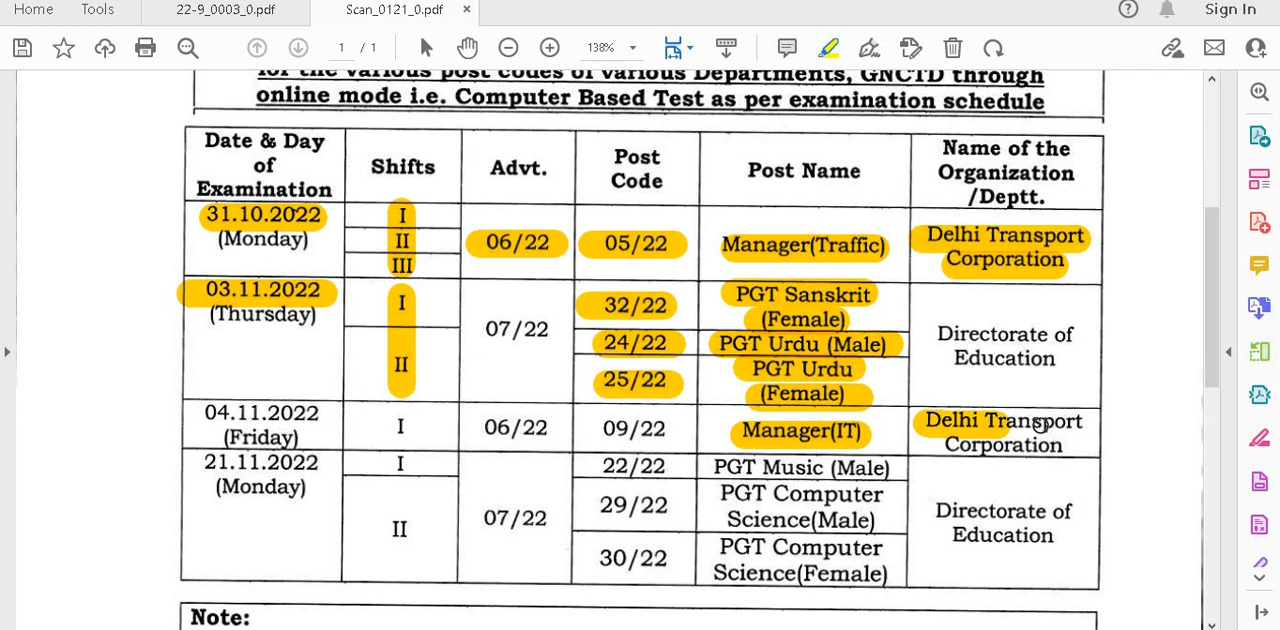 Home Tools 22-9_0003_0.pdf Scan_0121_0.pdf × Sign In
1 / 1 138%
for the various post codes of various Departments, GNCTD through
online mode i.e. Computer Based Test as per examination schedule
Date & Day
of
Examination
Shifts
Advt.
Post
Code
Post Name
Name of the
Organization
/Deptt.
31.10.2022
(Monday)
I
II
III
06/22
05/22
Manager(Traffic)
Delhi Transport
Corporation
03.11.2022
(Thursday)
I
II
07/22
32/22
PGT Sanskrit
(Female)
24/22
PGT Urdu (Male)
25/22
PGT Urdu
(Female)
Directorate of
Education
04.11.2022
(Friday)
I
06/22
09/22
Manager(IT)
Delhi Transport
Corporation
21.11.2022
(Monday)
I
II
07/22
22/22
PGT Music (Male)
29/22
PGT Computer
Science(Male)
30/22
PGT Computer
Science(Female)
Directorate of
Education
Note: